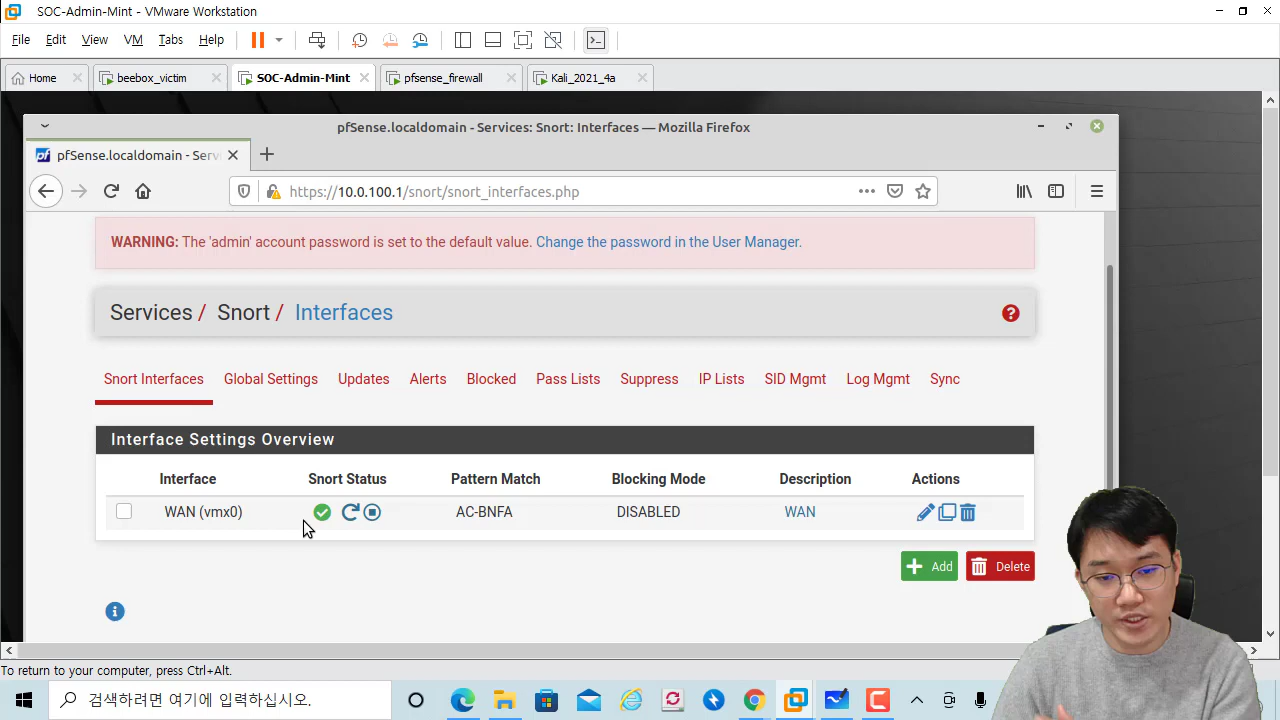 SOC-Admin-Mint - VMware Workstation
File Edit View VM Tabs Help
Home beebox_victim SOC-Admin-Mint pfsense_firewall Kali_2021_4a
pfSense.localdomain - Services: Snort: Interfaces — Mozilla Firefox
pfSense.localdomain - Serv
https://10.0.100.1/snort/snort_interfaces.php
WARNING: The 'admin' account password is set to the default value. Change the password in the User Manager.
Services / Snort / Interfaces
Snort Interfaces Global Settings Updates Alerts Blocked Pass Lists Suppress IP Lists SID Mgmt Log Mgmt Sync
Interface Settings Overview
Interface Snort Status Pattern Match Blocking Mode Description Actions
WAN (vmx0) AC-BNFA DISABLED WAN
Add Delete
To return to your computer, press Ctrl+Alt.
검색하려면 여기에 입력하십시오.